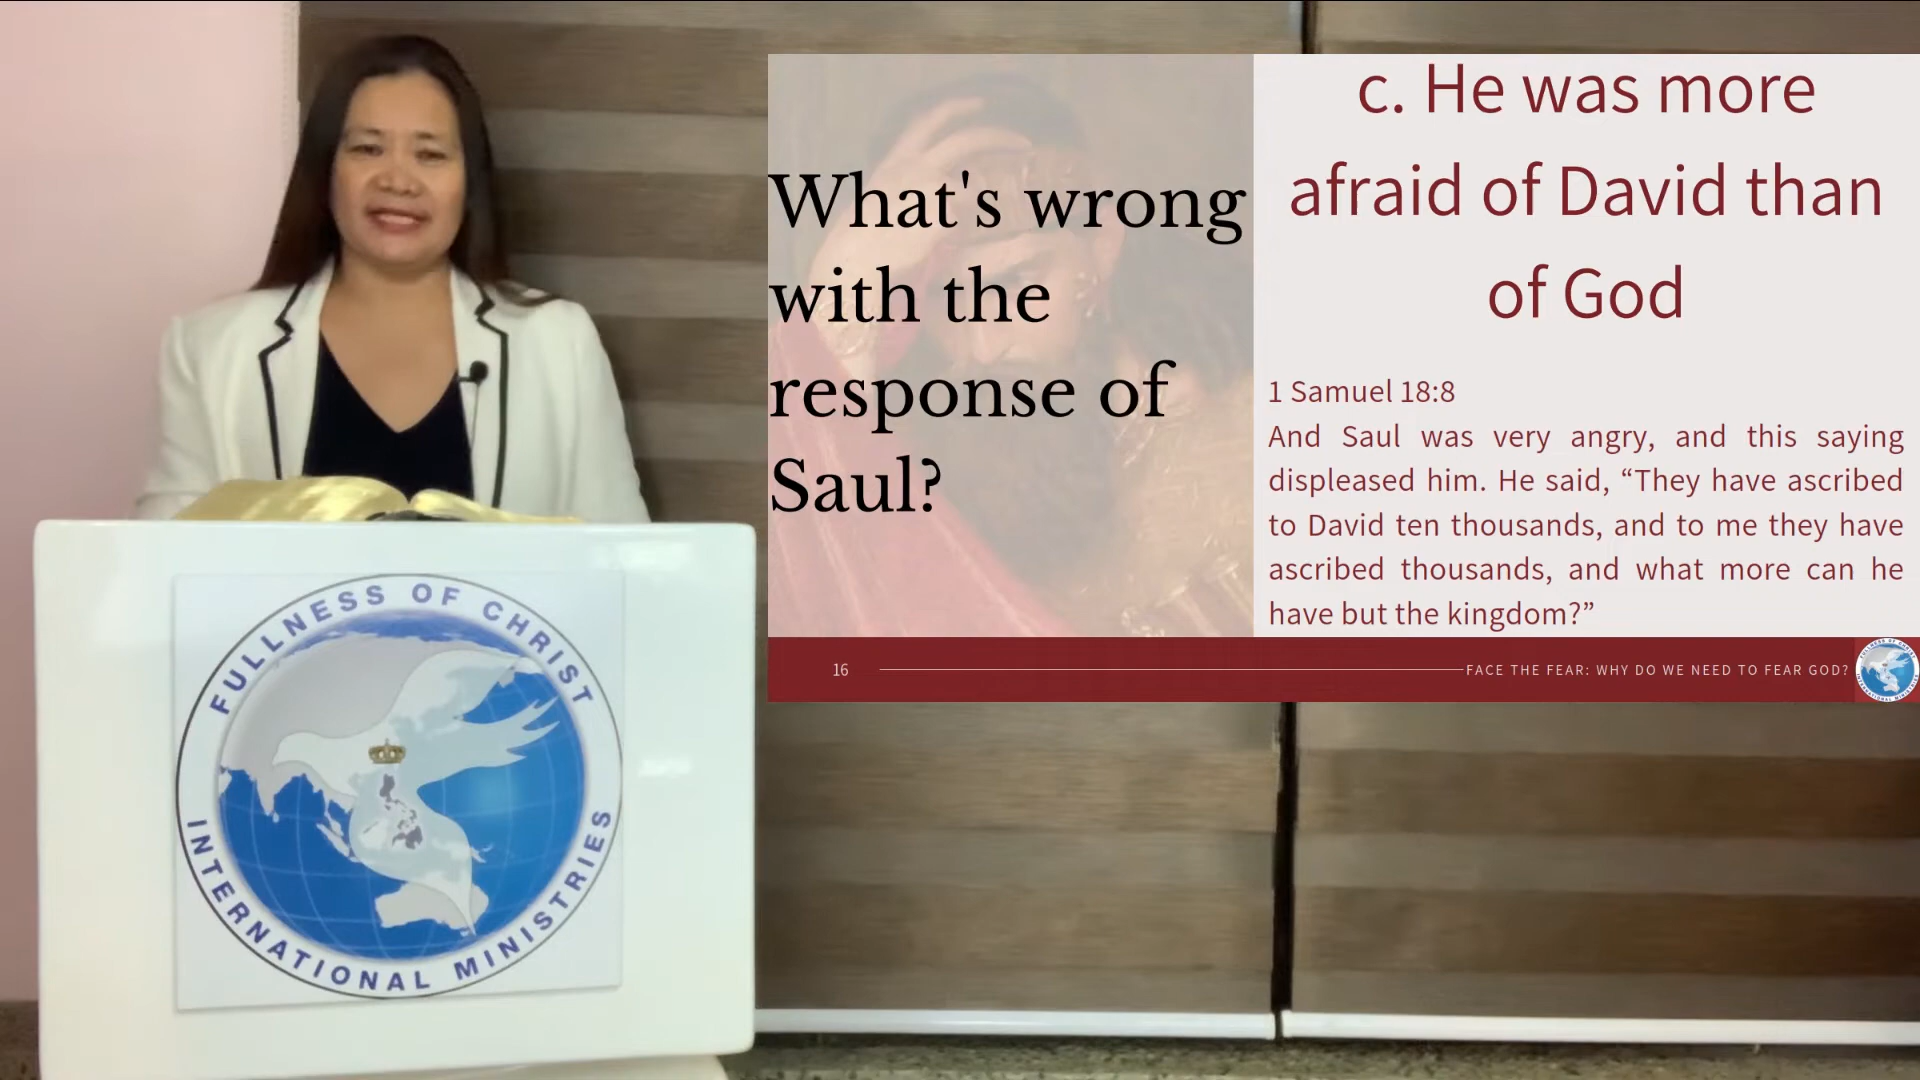 What's wrong
with the
response of
Saul?
c. He was more
afraid of David than
of God
1 Samuel 18:8
And Saul was very angry, and this saying
displeased him. He said, “They have ascribed
to David ten thousands, and to me they have
ascribed thousands, and what more can he
have but the kingdom?”
16
FACE THE FEAR: WHY DO WE NEED TO FEAR GOD?
FULLNESS OF CHRIST
INTERNATIONAL MINISTRIES